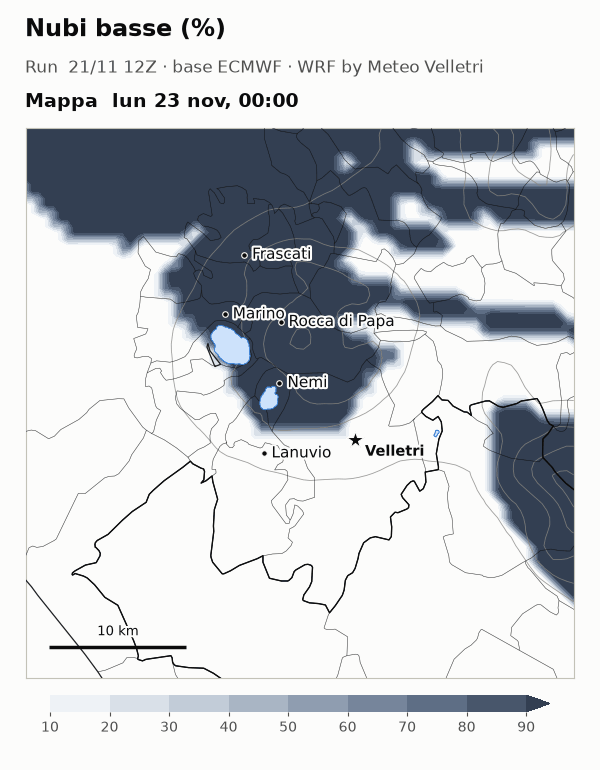 Nubi basse (%)
Run  21/11 12Z · base ECMWF · WRF by Meteo Velletri
Mappa  lun 23 nov, 00:00
Frascati
Marino
Rocca di Papa
Nemi
Velletri
Lanuvio
10 km
10 20 30 40 50 60 70 80 90